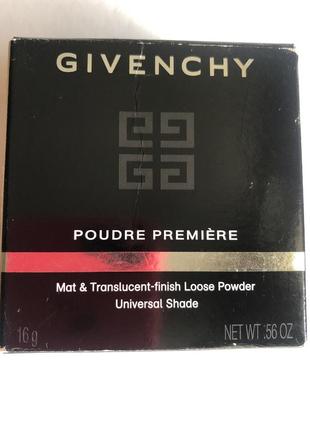 GIVENCHY
POUDRE PREMIÈRE
Mat & Translucent-finish Loose Powder
Universal Shade
16 g
NET WT .56 OZ